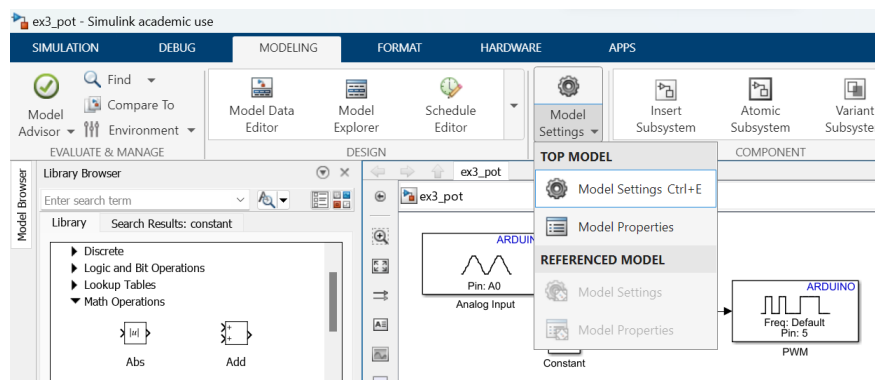 ex3_pot - Simulink academic use
SIMULATION DEBUG MODELING FORMAT HARDWARE APPS
Find
Compare To
Environment
Model
Advisor
Model Data
Editor
Model
Explorer
Schedule
Editor
Model
Settings
Insert
Subsystem
Atomic
Subsystem
Variant
EVALUATE & MANAGE DESIGN COMPONENT
Model Browser
Library Browser
Enter search term
Library Search Results: constant
Discrete
Logic and Bit Operations
Lookup Tables
Math Operations
|u|
Abs
+
+
Add
ex3_pot
ex3_pot
Pin: A0
Analog Input
TOP MODEL
Model Settings Ctrl+E
Model Properties
REFERENCED MODEL
Model Settings
Model Properties
Constant
ARDUINO
Freq: Default
Pin: 5
PWM